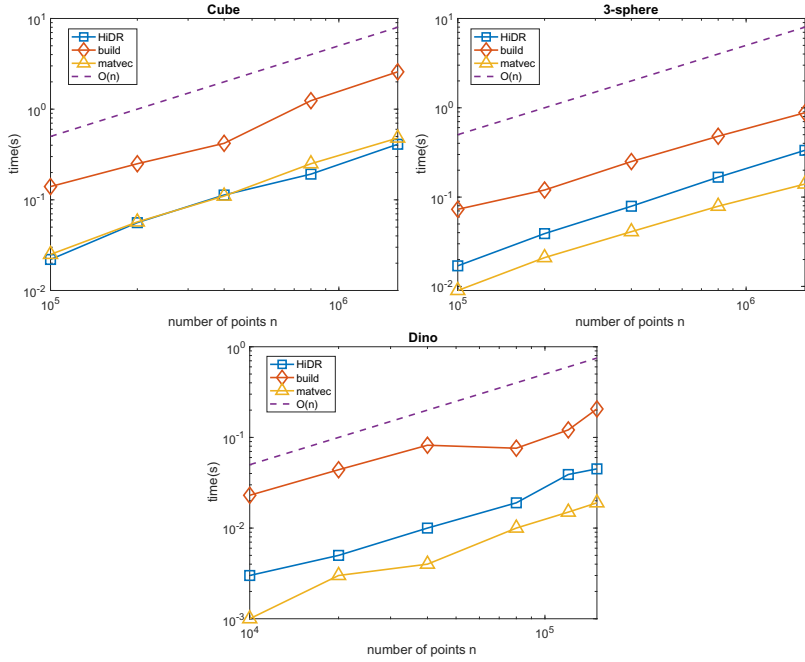 Cube
10^1
10^0
10^-1
10^-2
time(s)
HiDR
build
matvec
O(n)
10^5
10^6
number of points n
3-sphere
10^1
10^0
10^-1
10^-2
time(s)
HiDR
build
matvec
O(n)
10^5
10^6
number of points n
Dino
10^0
10^-1
10^-2
10^-3
time(s)
HiDR
build
matvec
O(n)
10^4
10^5
number of points n